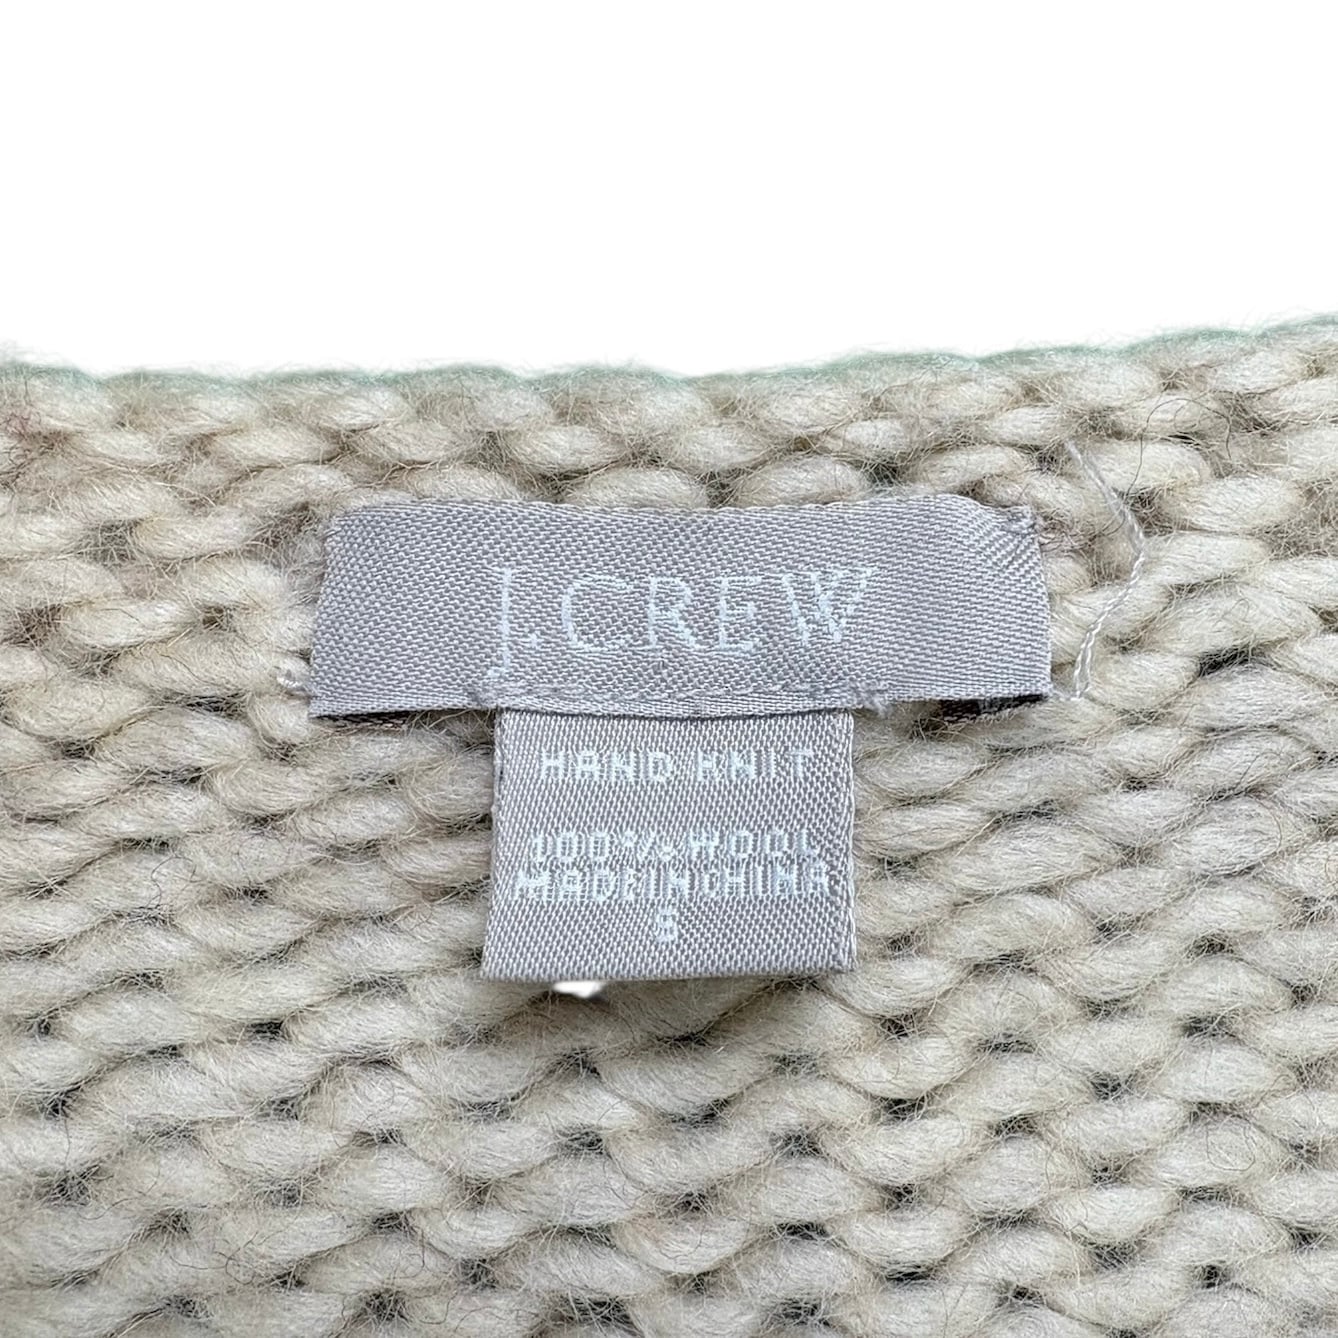 J.CREW
HAND KNIT
100% WOOL
MADE IN CHINA
S